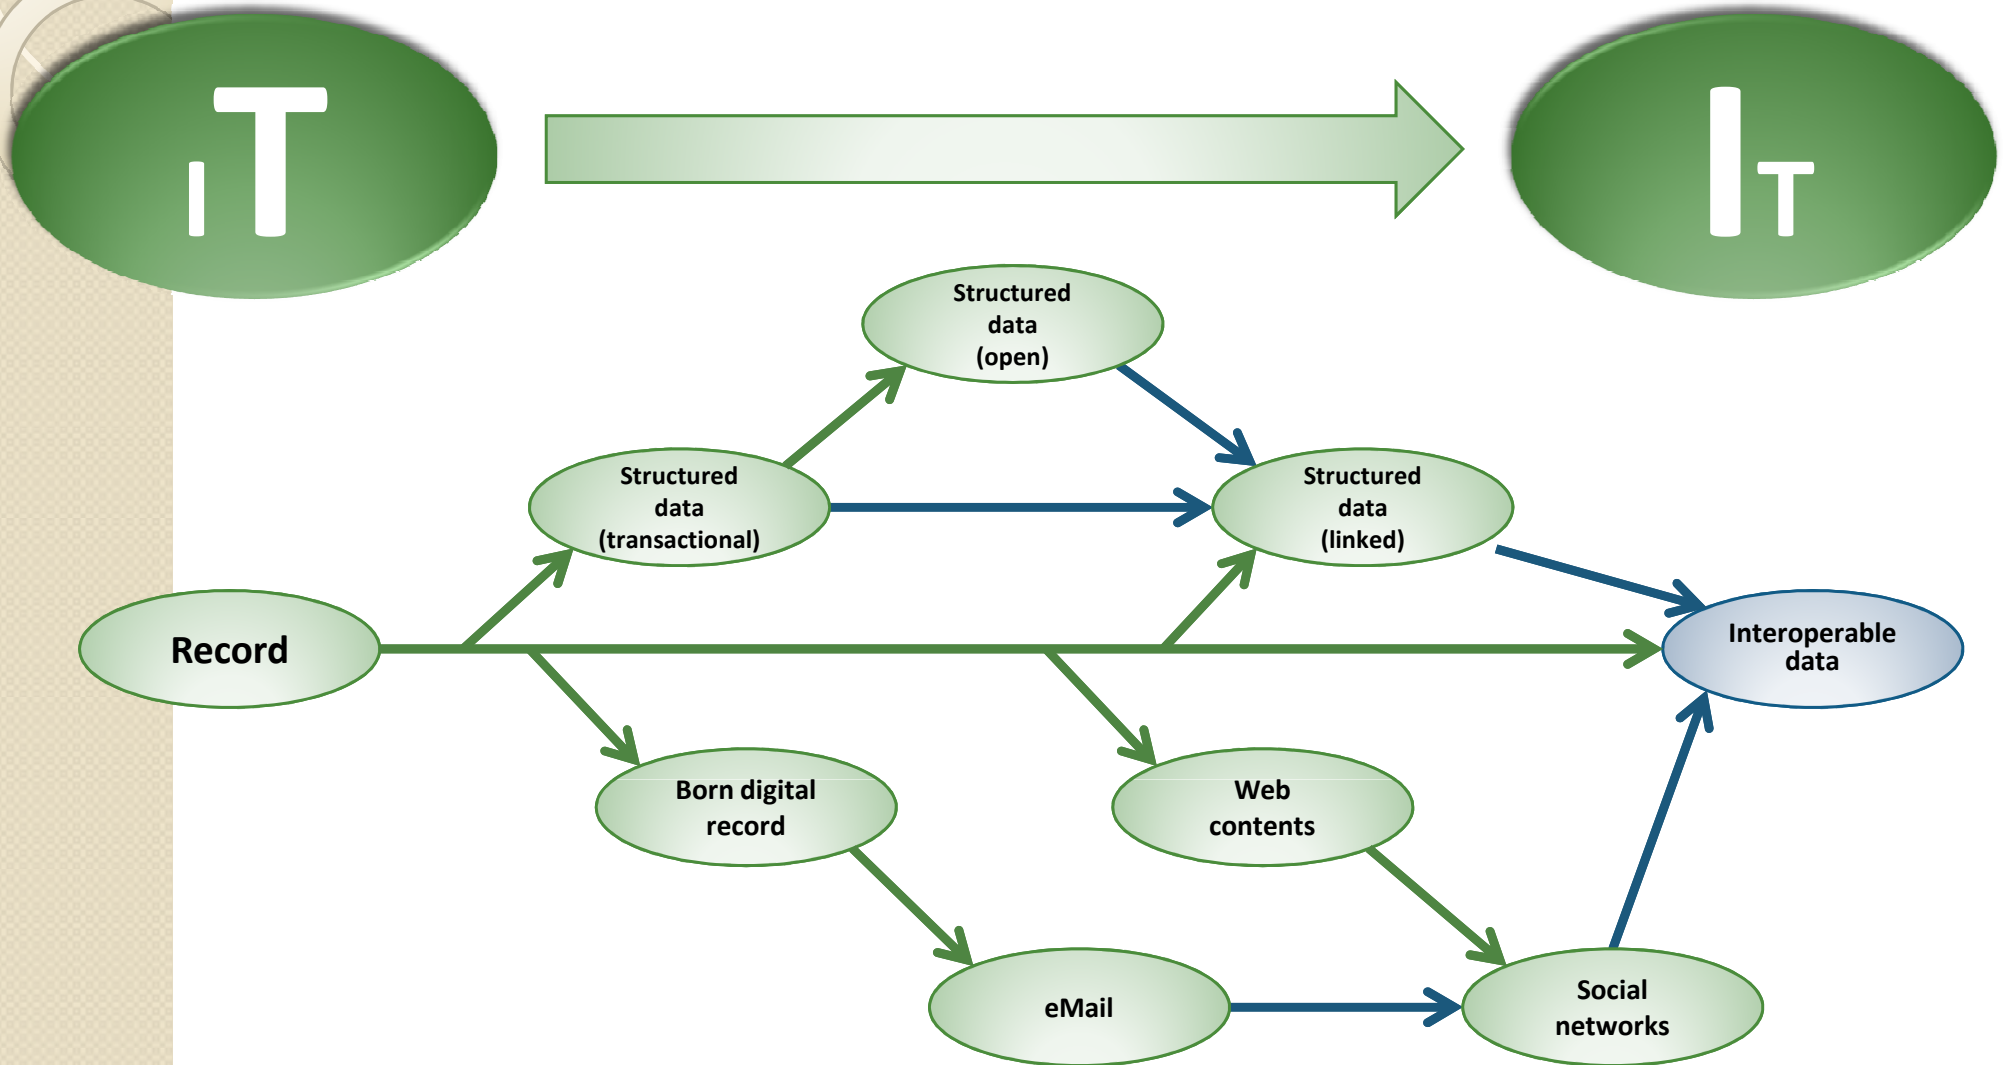 IT
IT
Structured
data
(open)
Structured
data
(transactional)
Structured
data
(linked)
Record
Interoperable
data
Born digital
record
Web
contents
eMail
Social
networks